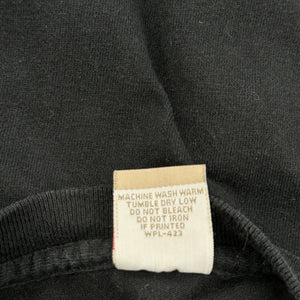 MACHINE WASH WARM
TUMBLE DRY LOW
DO NOT BLEACH
DO NOT IRON
IF PRINTED
WPL-423